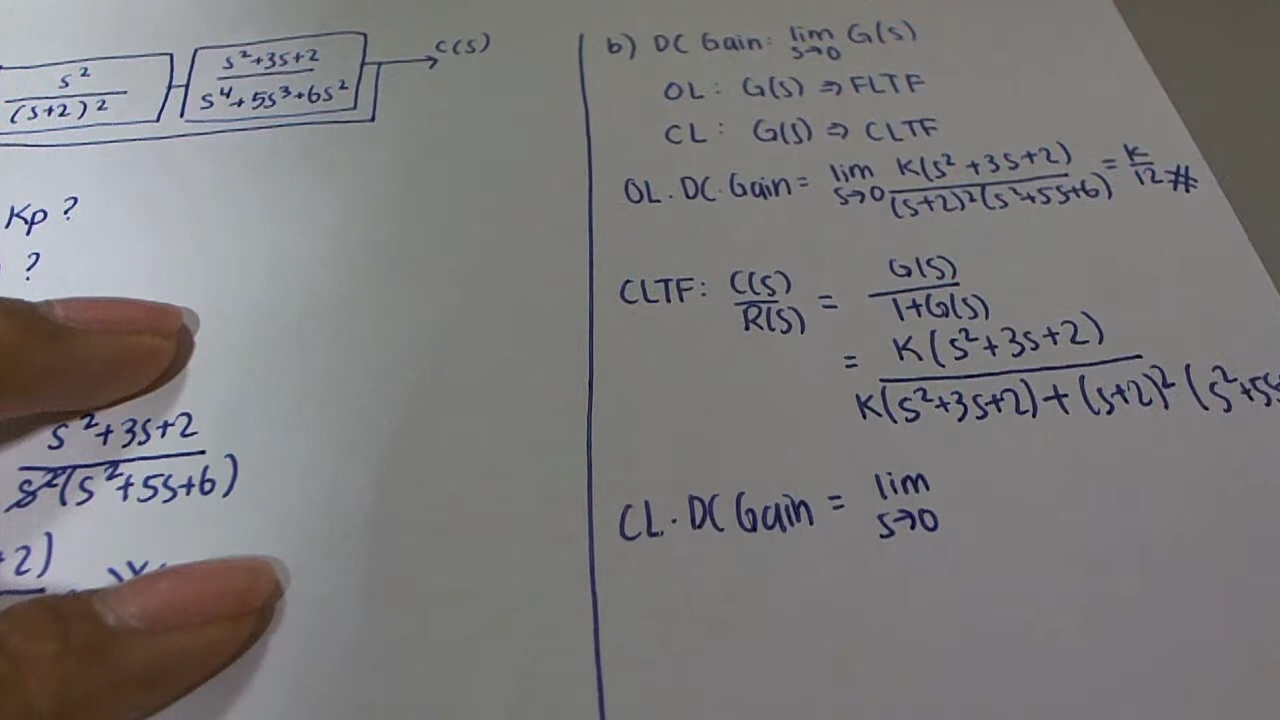 s²
(s+2)²
s²+3s+2
s⁴+5s³+6s²
C(s)
Kp ?
?
s²+3s+2
s²(s²+5s+6)
+2)
b) DC Gain: lim G(s)
s→0
OL: G(s) ⇒ FLTF
CL: G(s) ⇒ CLTF
OL. DC. Gain = lim K(s²+3s+2) = K
s→0 (s+2)²(s²+5s+6) 12 #
CLTF: C(s) = G(s)
R(s) 1+G(s)
= K(s²+3s+2)
K(s²+3s+2)+(s+2)²(s²+5s
CL. DC Gain = lim
s→0